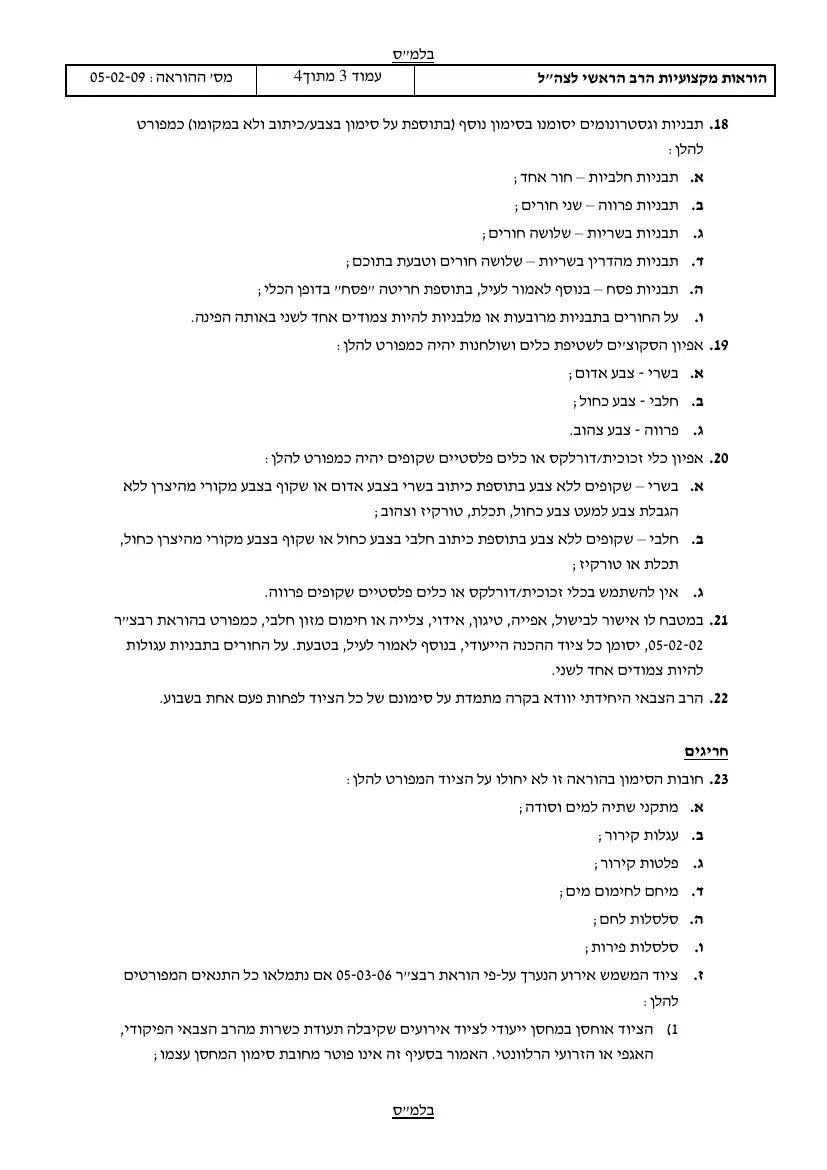 בלמ״ס
הוראות מקצועיות הרב הראשי לצה״ל עמוד 3 מתוך4 מס׳ ההוראה: 05-02-09
18. תבניות וגסטרונומים יסומנו בסימון נוסף (בתוספת על סימון בצבע/כיתוב ולא במקומו) כמפורט
להלן:
א. תבניות חלביות – חור אחד;
ב. תבניות פרווה – שני חורים;
ג. תבניות בשריות – שלושה חורים;
ד. תבניות מהדרין בשריות – שלושה חורים וטבעת בתוכם;
ה. תבניות פסח – בנוסף לאמור לעיל, בתוספת חריטה ״פסח״ בדופן הכלי;
ו. על החורים בתבניות מרובעות או מלבניות להיות צמודים אחד לשני באותה הפינה.
19. אפיון הסקוצ׳ים לשטיפת כלים ושולחנות יהיה כמפורט להלן:
א. בשרי - צבע אדום;
ב. חלבי - צבע כחול;
ג. פרווה - צבע צהוב.
20. אפיון כלי זכוכית/דורלקס או כלים פלסטיים שקופים יהיה כמפורט להלן:
א. בשרי – שקופים ללא צבע בתוספת כיתוב בשרי בצבע אדום או שקוף בצבע מקורי מהיצרן ללא
הגבלת צבע למעט צבע כחול, תכלת, טורקיז וצהוב;
ב. חלבי – שקופים ללא צבע בתוספת כיתוב חלבי בצבע כחול או שקוף בצבע מקורי מהיצרן כחול,
תכלת או טורקיז;
ג. אין להשתמש בכלי זכוכית/דורלקס או כלים פלסטיים שקופים פרווה.
21. במטבח לו אישור לבישול, אפייה, טיגון, אידוי, צלייה או חימום מזון חלבי, כמפורט בהוראת רבצ״ר
05-02-02, יסומן כל ציוד ההכנה הייעודי, בנוסף לאמור לעיל, בטבעת. על החורים בתבניות עגולות
להיות צמודים אחד לשני.
22. הרב הצבאי היחידתי יוודא בקרה מתמדת על סימונם של כל הציוד לפחות פעם אחת בשבוע.
חריגים
23. חובות הסימון בהוראה זו לא יחולו על הציוד המפורט להלן:
א. מתקני שתיה למים וסודה;
ב. עגלות קירור;
ג. פלטות קירור;
ד. מיחם לחימום מים;
ה. סלסלות לחם;
ו. סלסלות פירות;
ז. ציוד המשמש אירוע הנערך על-פי הוראת רבצ״ר 05-03-06 אם נתמלאו כל התנאים המפורטים
להלן:
1) הציוד אוחסן במחסן ייעודי לציוד אירועים שקיבלה תעודת כשרות מהרב הצבאי הפיקודי,
האגפי או הזרועי הרלוונטי. האמור בסעיף זה אינו פוטר מחובת סימון המחסן עצמו;
בלמ״ס